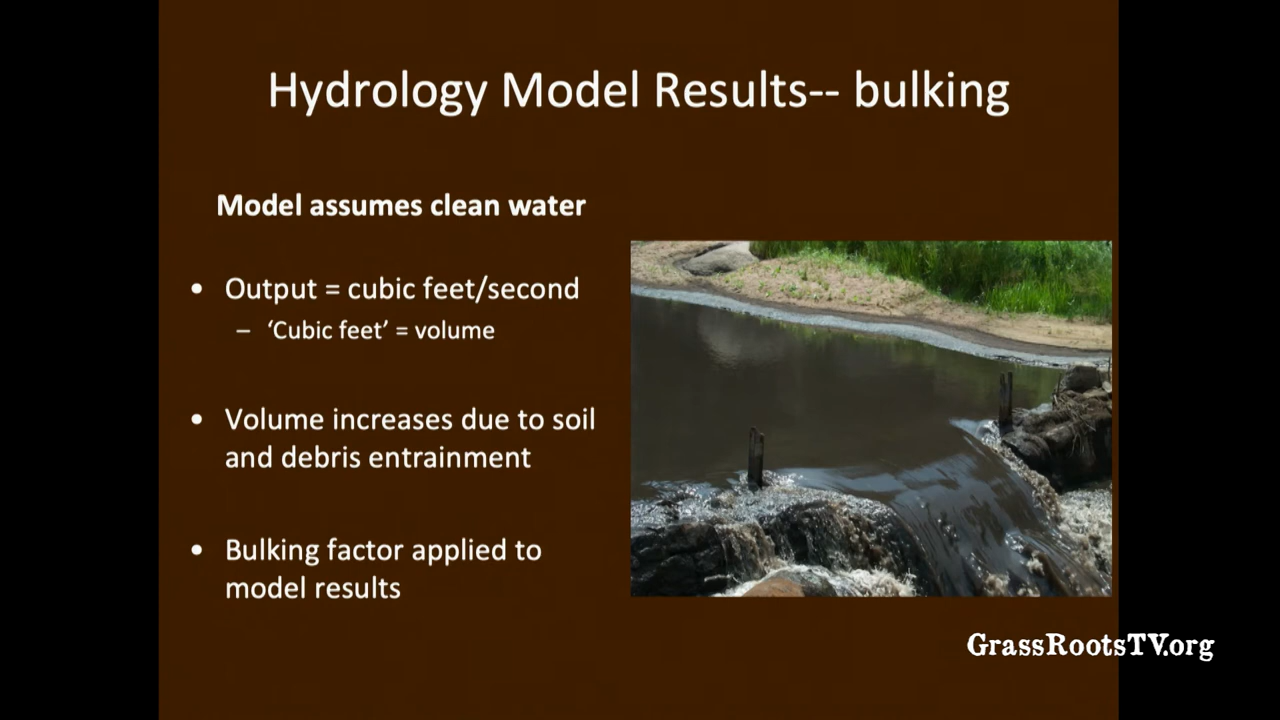 Hydrology Model Results-- bulking
Model assumes clean water
• Output = cubic feet/second
– ‘Cubic feet’ = volume
• Volume increases due to soil
and debris entrainment
• Bulking factor applied to
model results
GrassRootsTV.org